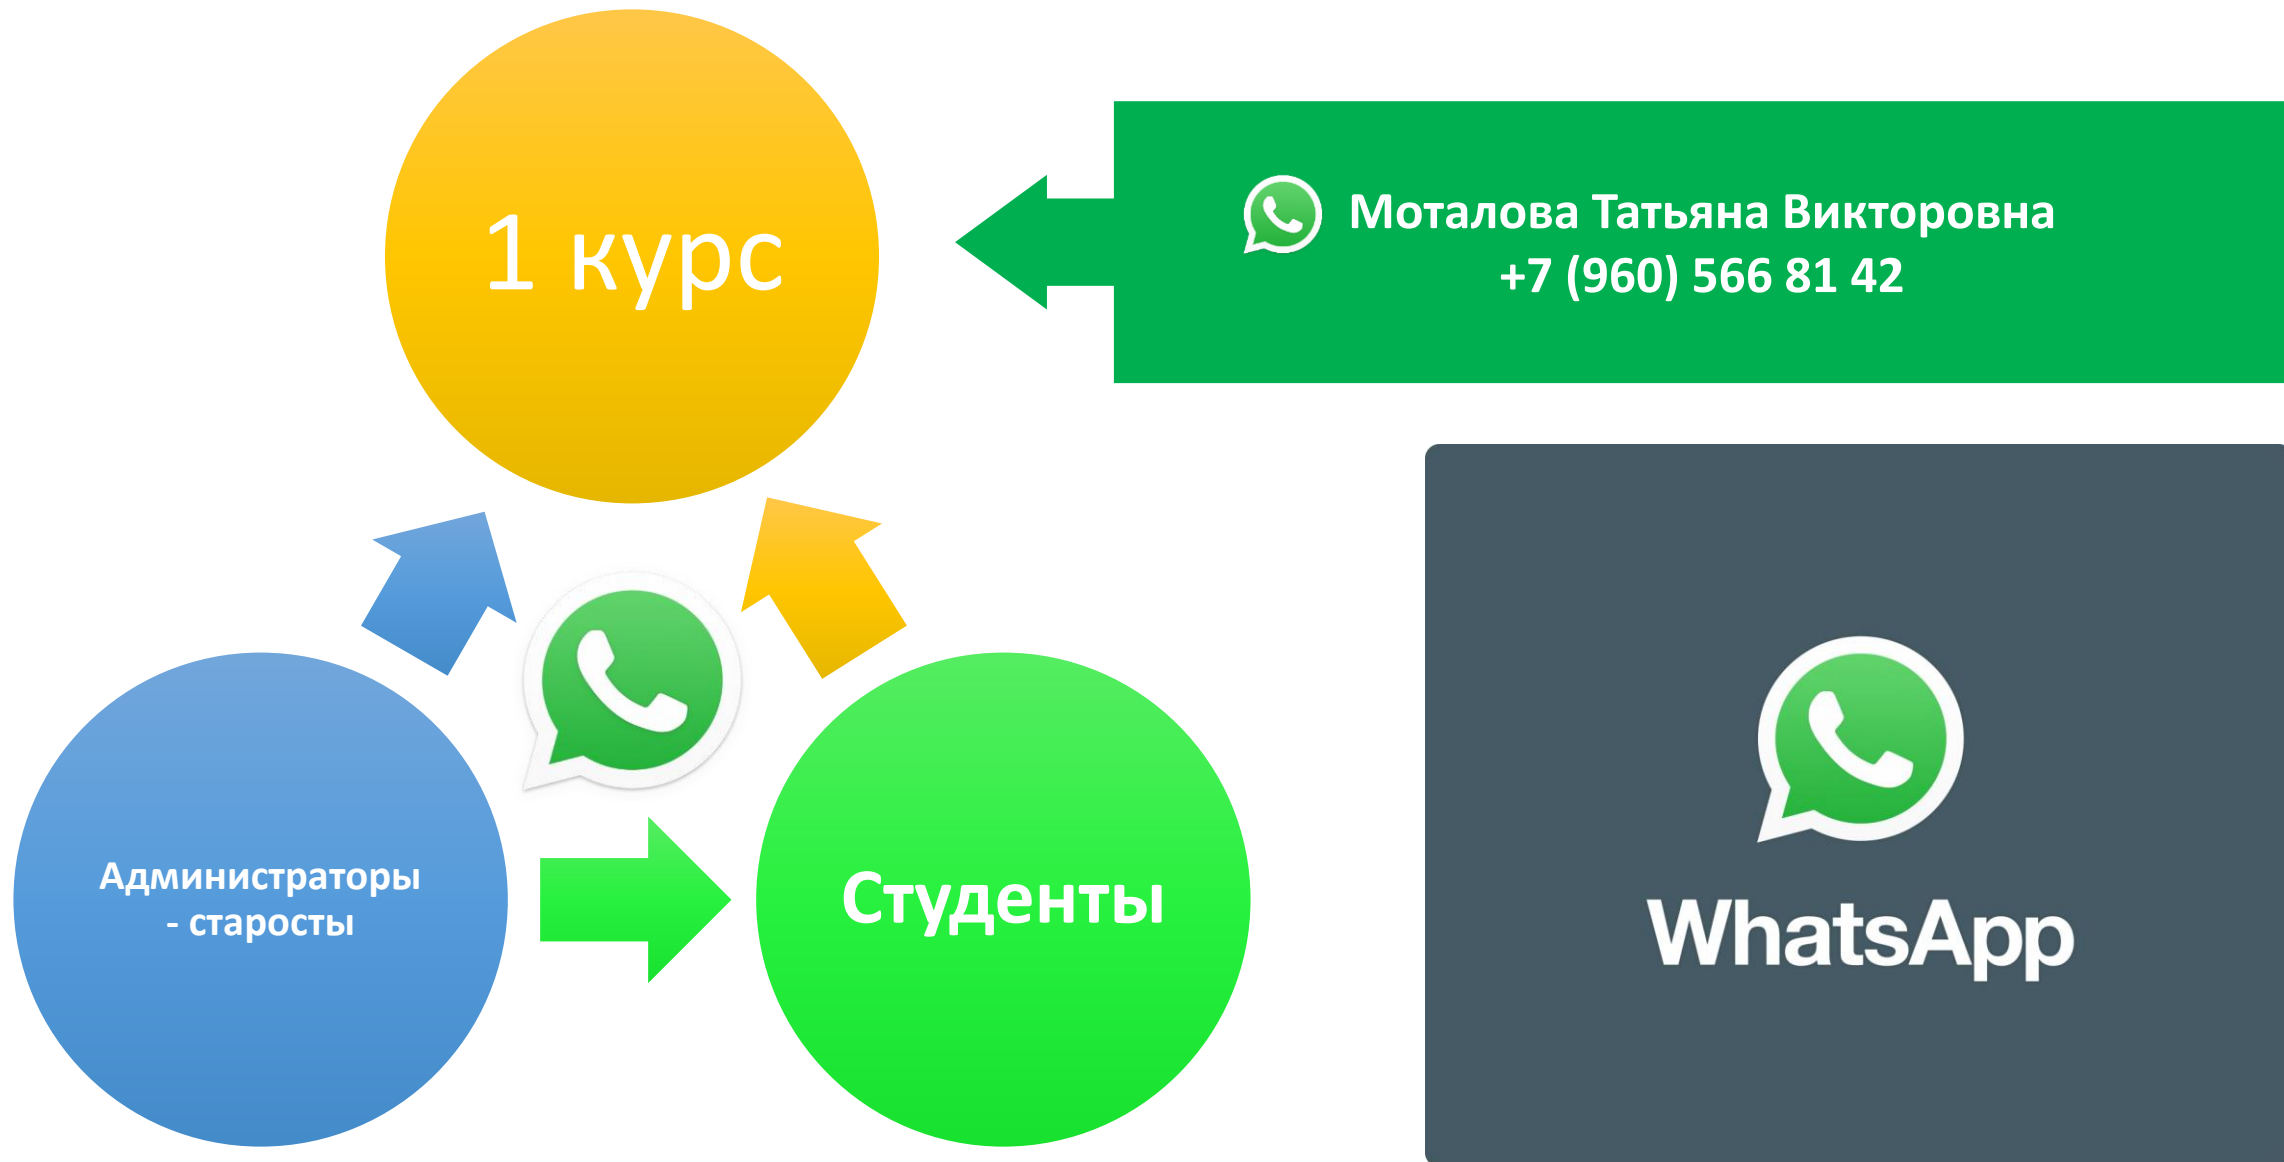 1 курс
Моталова Татьяна Викторовна
+7 (960) 566 81 42
Администраторы
- старосты
Студенты
WhatsApp